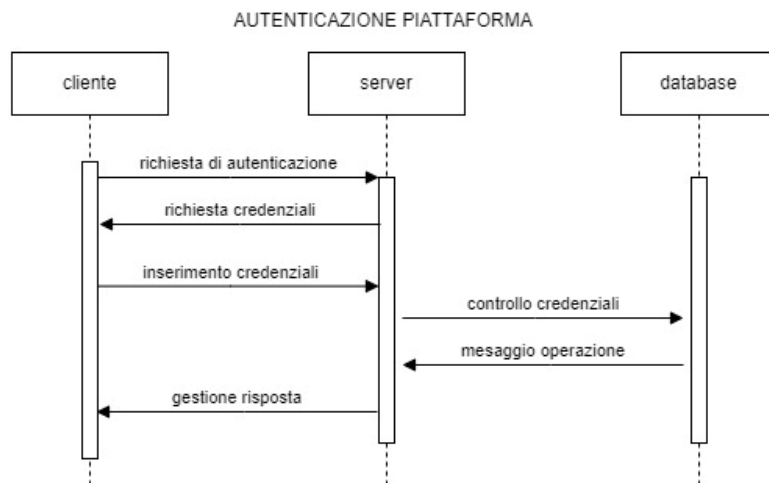 AUTENTICAZIONE PIATTAFORMA
cliente
server
database
richiesta di autenticazione
richiesta credenziali
inserimento credenziali
controllo credenziali
mesaggio operazione
gestione risposta